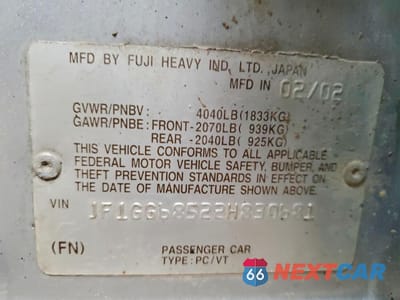 MFD BY FUJI HEAVY IND, LTD., JAPAN
MFD IN 02/02
GVWR/PNBV : 4040LB(1833KG)
GAWR/PNBE : FRONT-2070LB( 939KG)
REAR -2040LB( 925KG)
THIS VEHICLE CONFORMS TO ALL APPLICABLE
FEDERAL MOTOR VEHICLE SAFETY, BUMPER, AND
THEFT PREVENTION STANDARDS IN EFFECT ON THE
DATE OF MANUFACTURE SHOWN ABOVE.
VIN
(FN)
PASSENGER CAR
TYPE: PC/VT
66 NEXTCAR